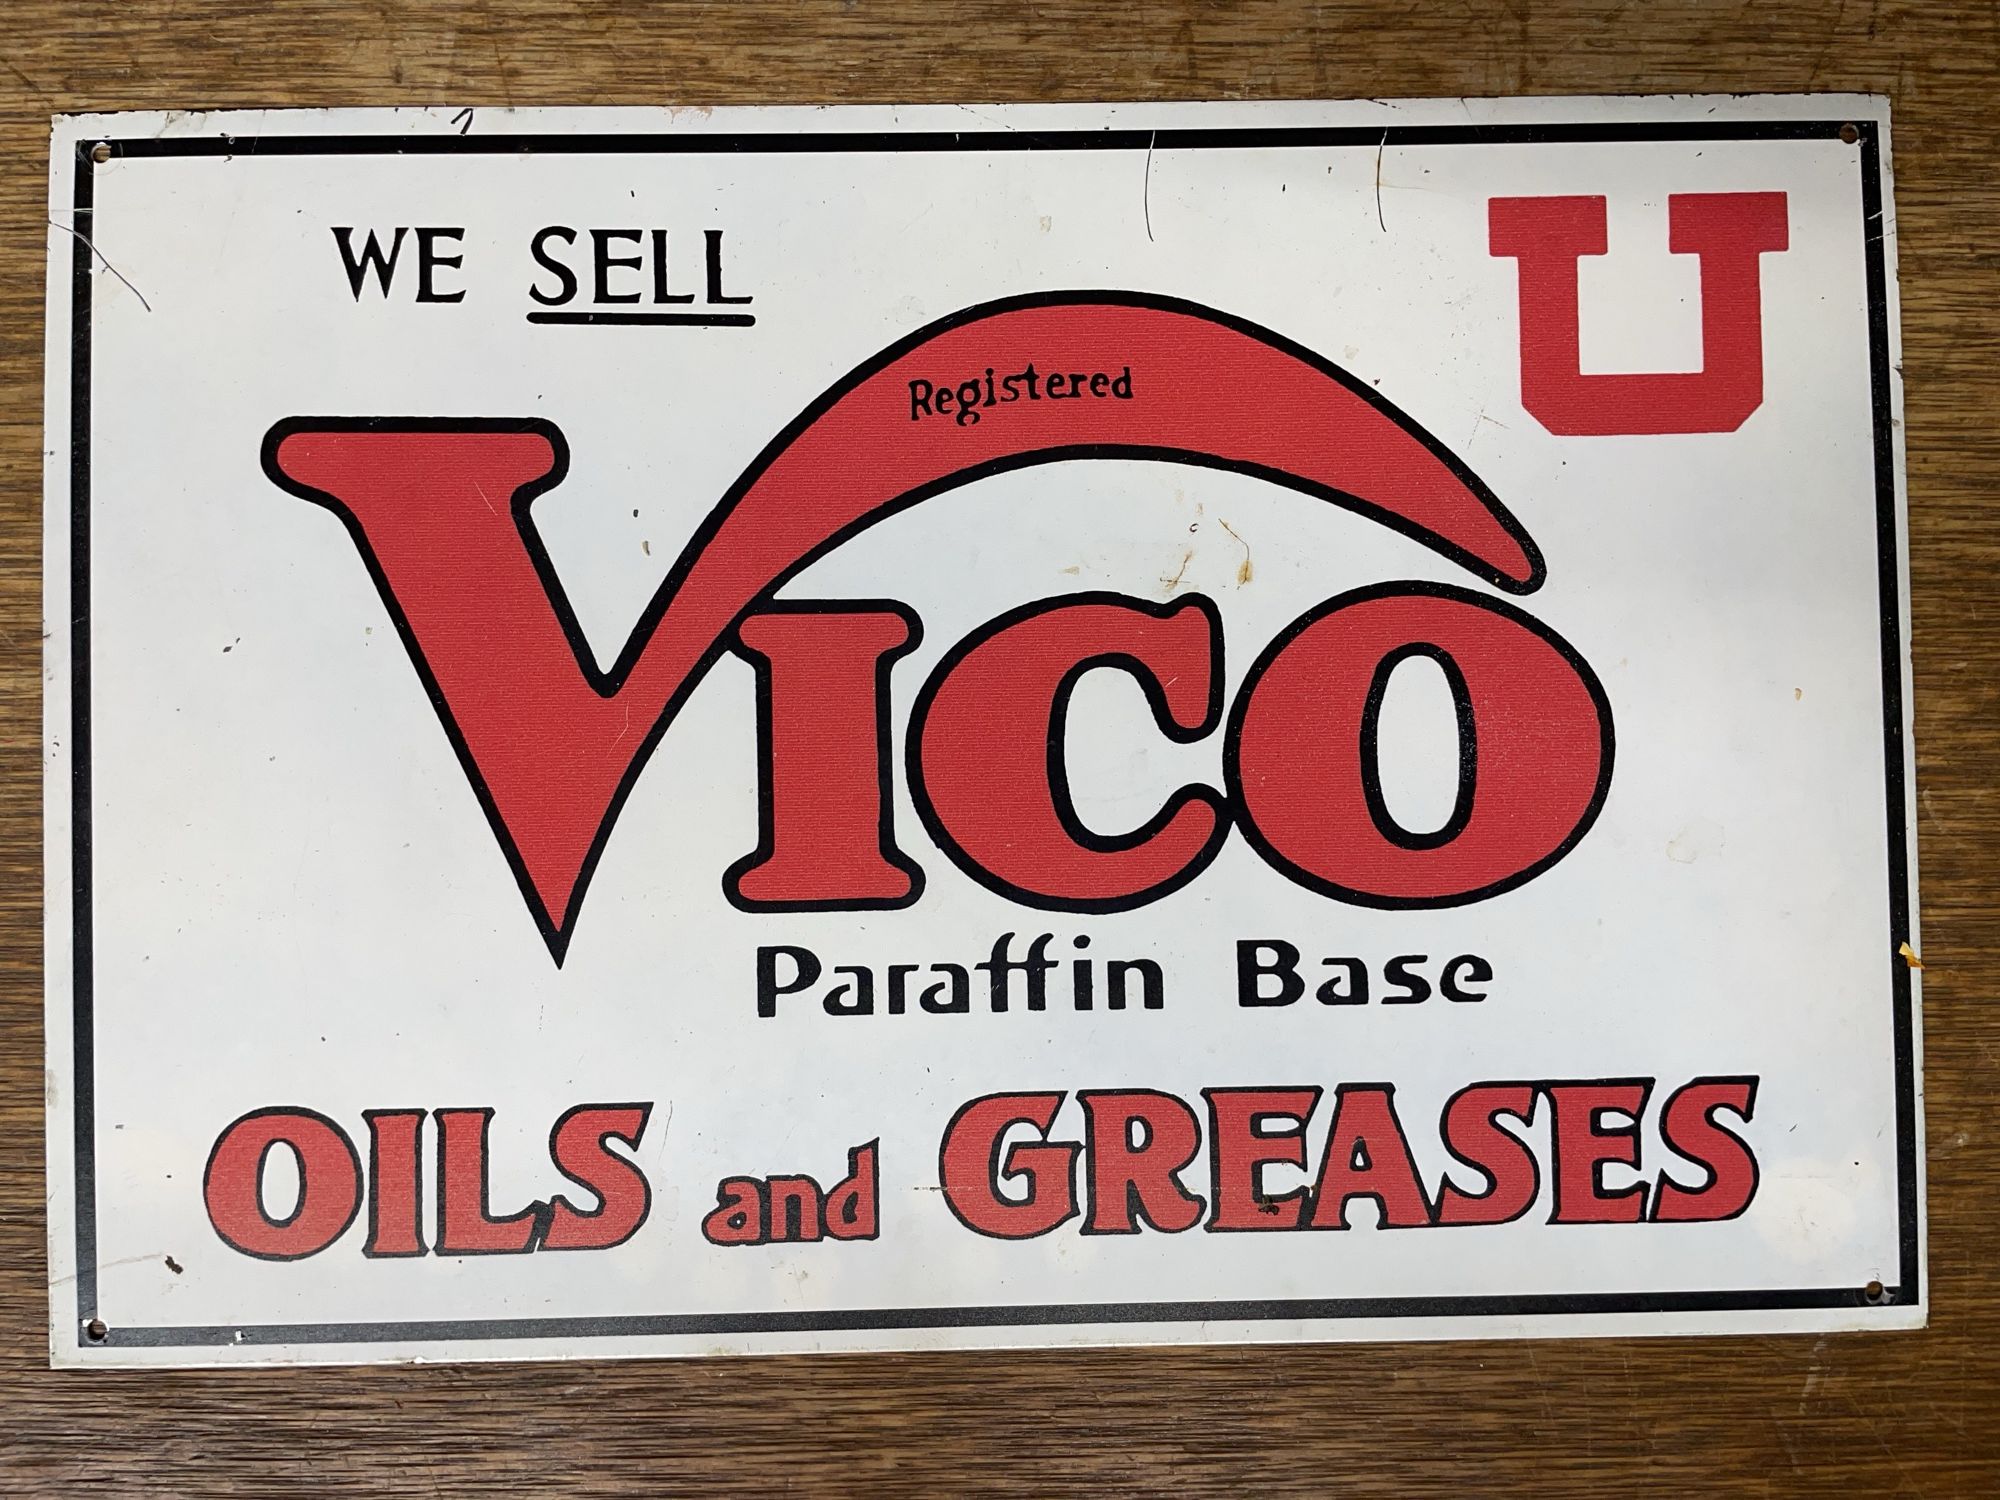 WE SELL
U
Registered
VICO
Paraffin Base
OILS and GREASES